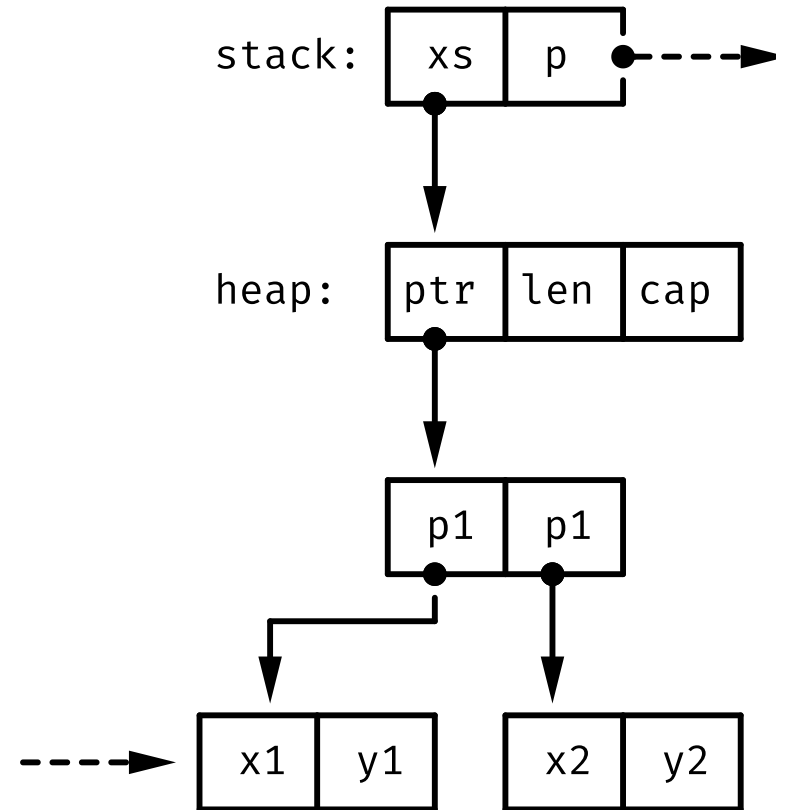 stack: xs p
heap: ptr len cap
p1 p1
x1 y1 x2 y2